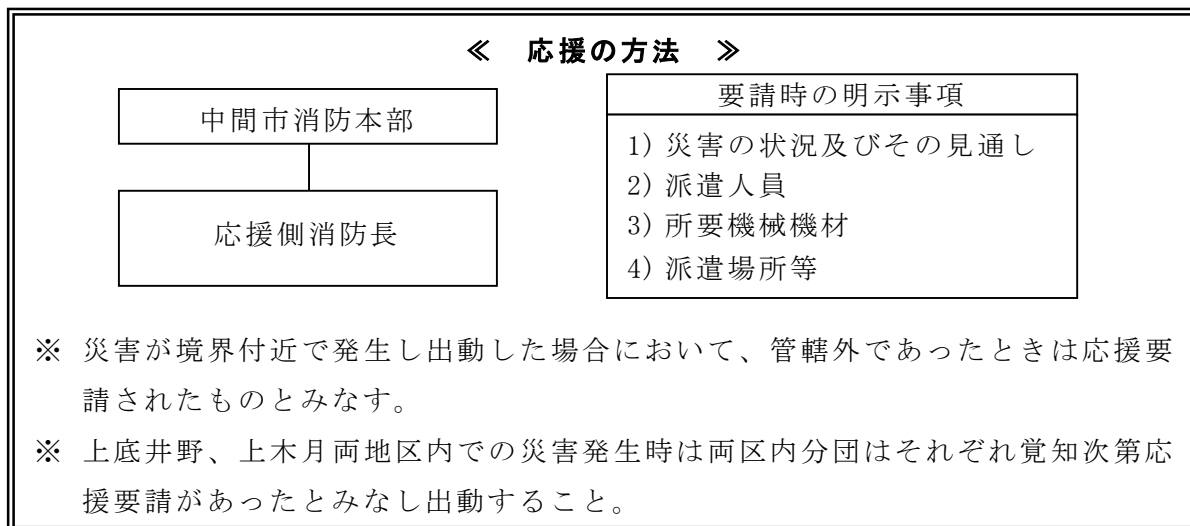 ≪ 応援の方法 ≫
中間市消防本部
応援側消防長
要請時の明示事項
1) 災害の状況及びその見通し
2) 派遣人員
3) 所要機械機材
4) 派遣場所等
※ 災害が境界付近で発生し出動した場合において、管轄外であったときは応援要
請されたものとみなす。
※ 上底井野、上木月両地区内での災害発生時は両区内分団はそれぞれ覚知次第応
援要請があったとみなし出動すること。